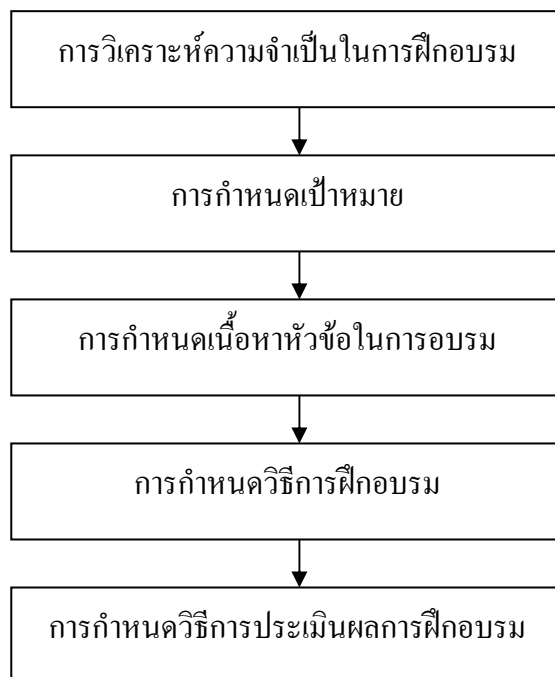 การวิเคราะห์ความจำเป็นในการฝึกอบรม
การกำหนดเป้าหมาย
การกำหนดเนื้อหาหัวข้อในการอบรม
การกำหนดวิธีการฝึกอบรม
การกำหนดวิธีการประเมินผลการฝึกอบรม